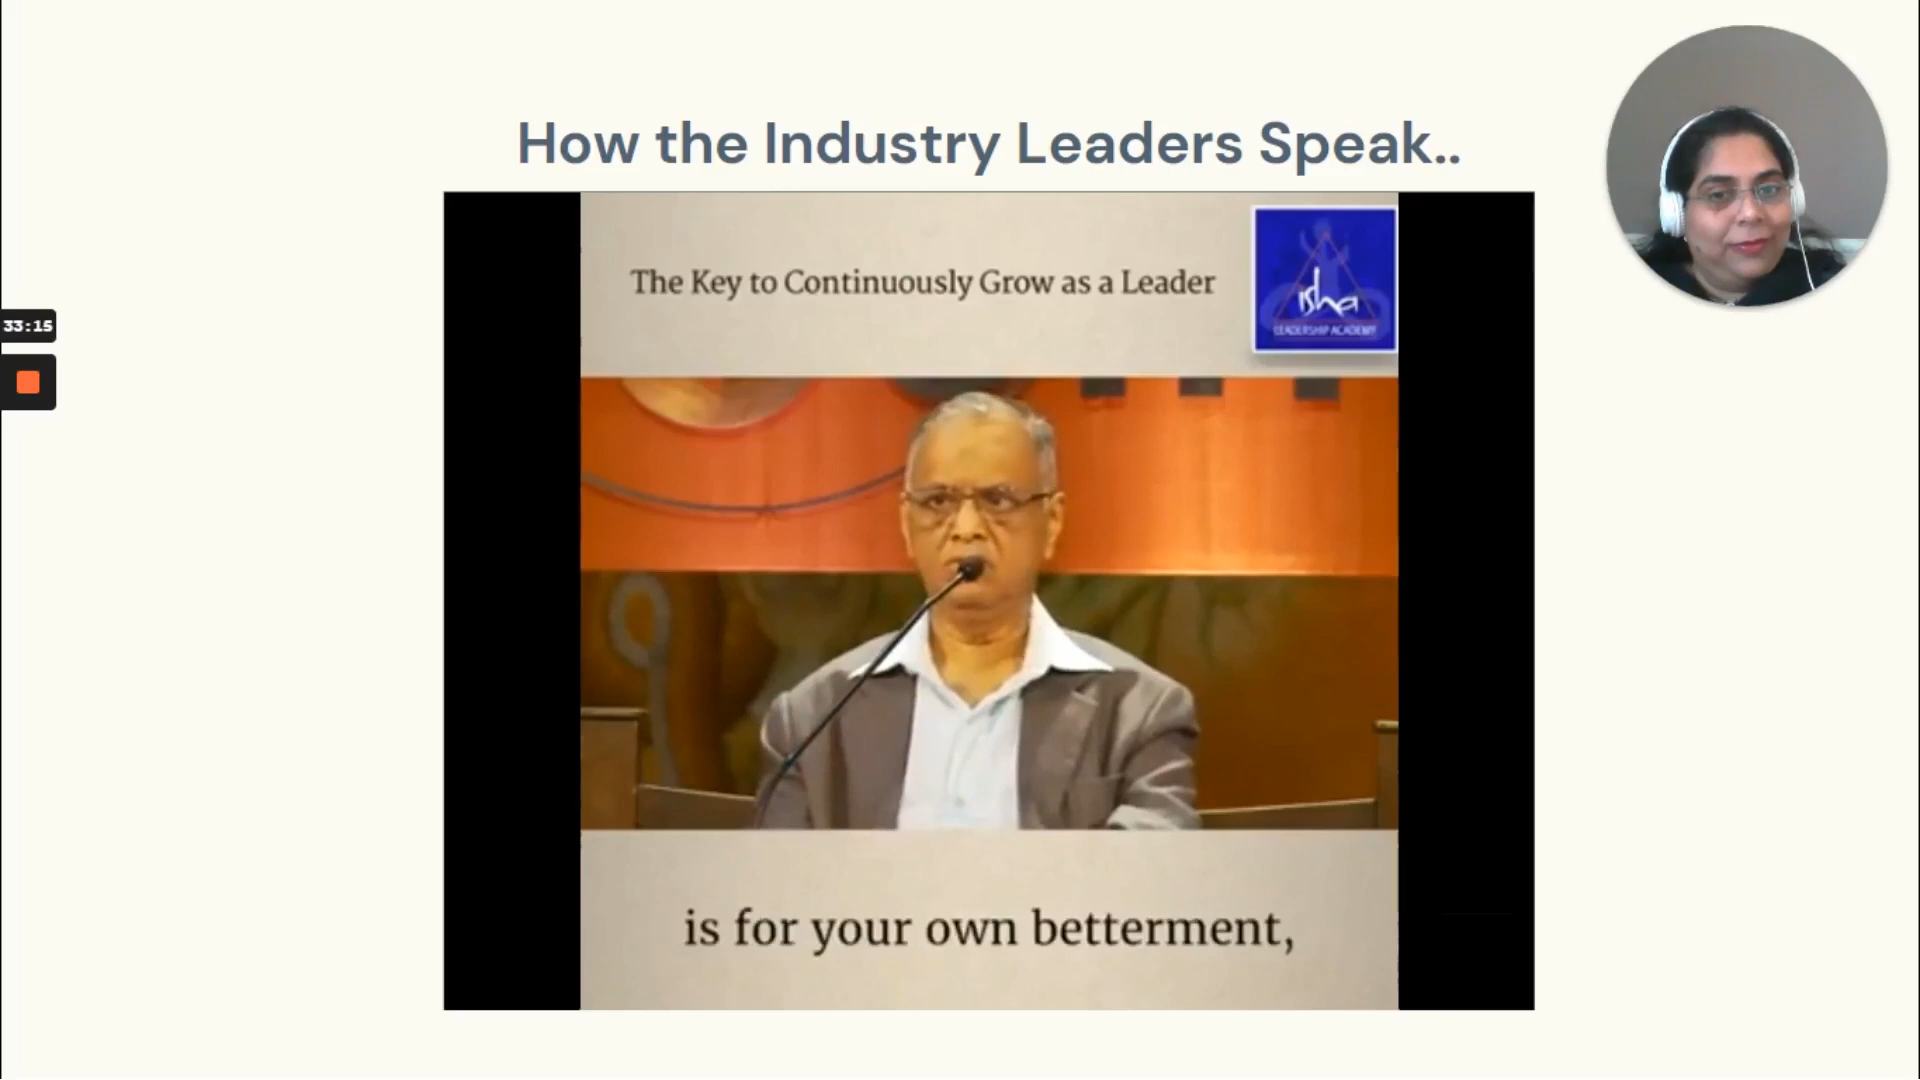 How the Industry Leaders Speak..
The Key to Continuously Grow as a Leader
isha
LEADERSHIP ACADEMY
33:15
is for your own betterment,